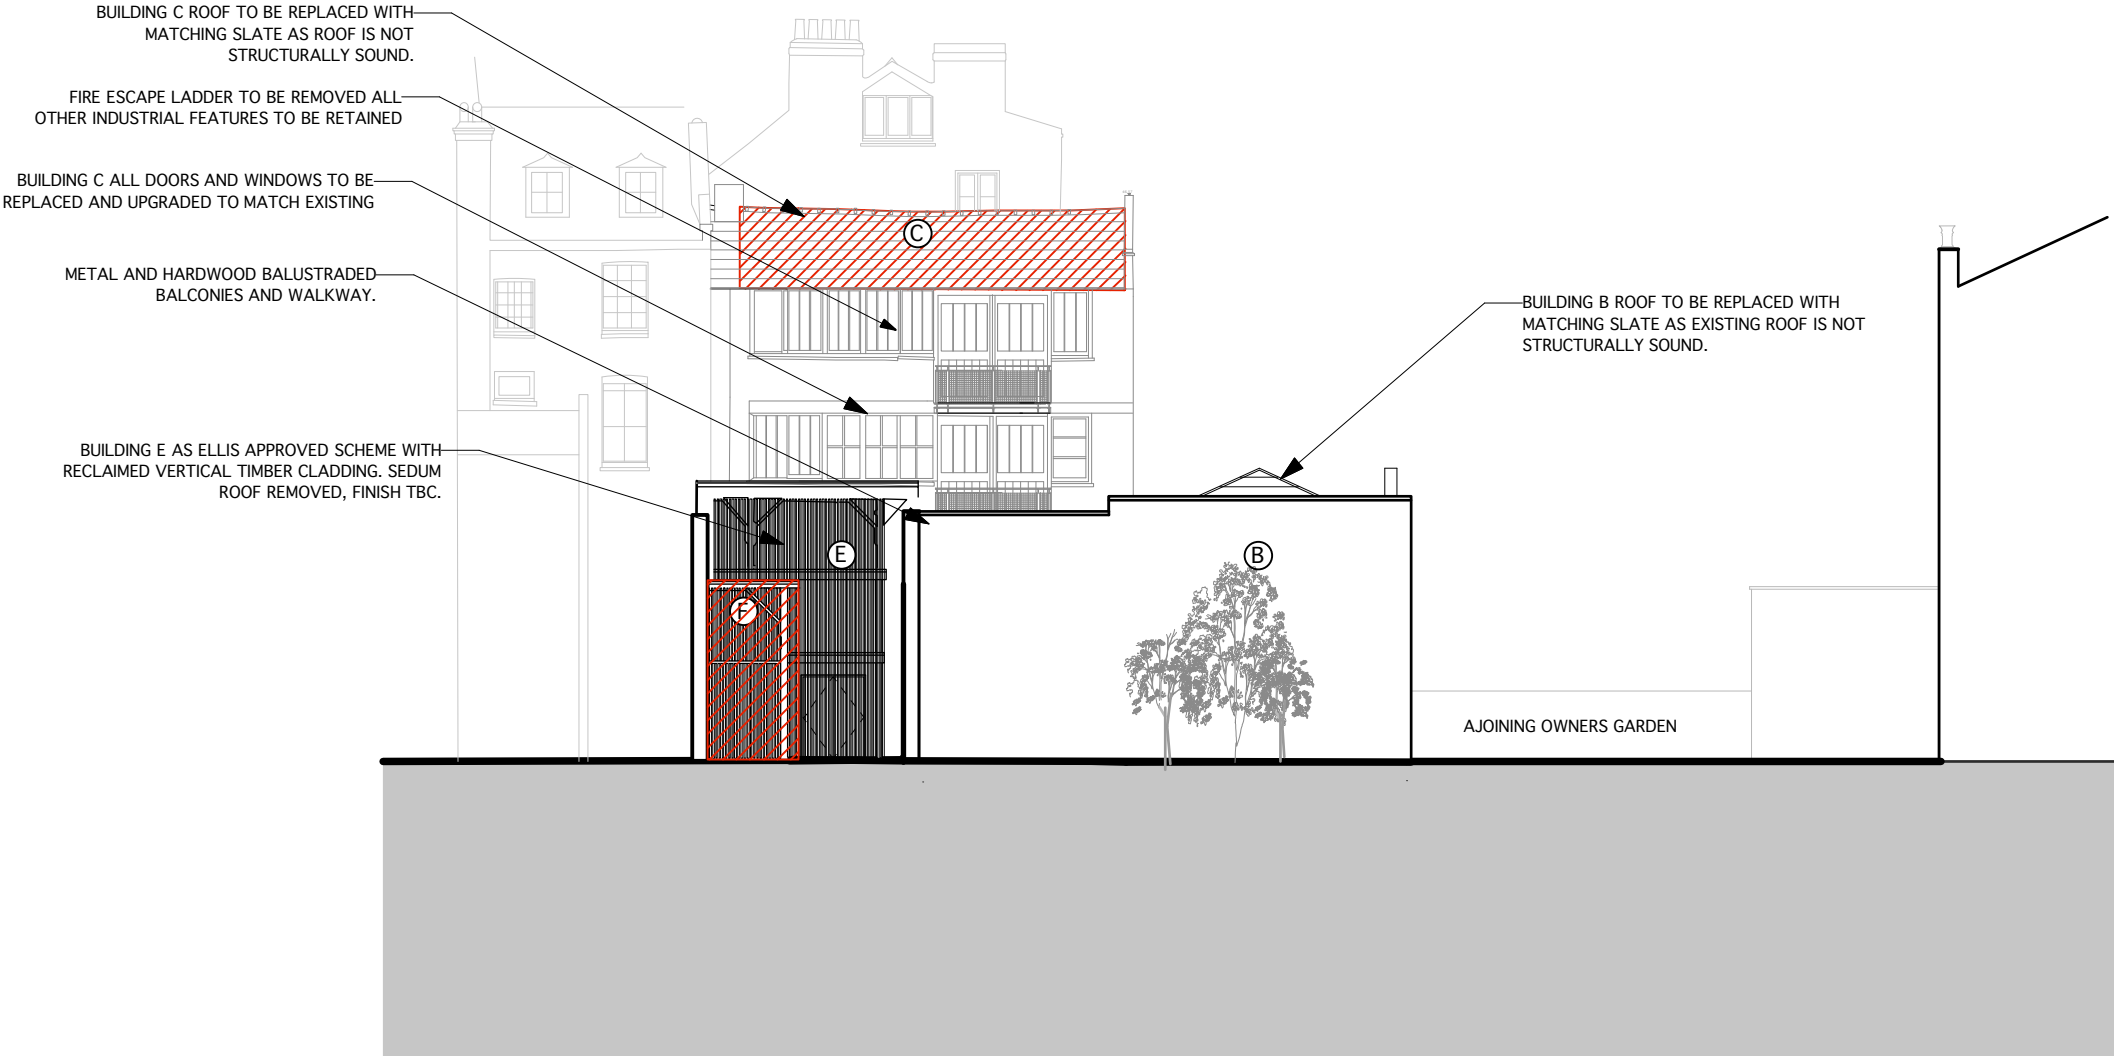 BUILDING C ROOF TO BE REPLACED WITH
MATCHING SLATE AS ROOF IS NOT
STRUCTURALLY SOUND.
FIRE ESCAPE LADDER TO BE REMOVED ALL
OTHER INDUSTRIAL FEATURES TO BE RETAINED
BUILDING C ALL DOORS AND WINDOWS TO BE
REPLACED AND UPGRADED TO MATCH EXISTING
METAL AND HARDWOOD BALUSTRADED
BALCONIES AND WALKWAY.
BUILDING E AS ELLIS APPROVED SCHEME WITH
RECLAIMED VERTICAL TIMBER CLADDING. SEDUM
ROOF REMOVED, FINISH TBC.
C
BUILDING B ROOF TO BE REPLACED WITH
MATCHING SLATE AS EXISTING ROOF IS NOT
STRUCTURALLY SOUND.
E
B
F
AJOINING OWNERS GARDEN